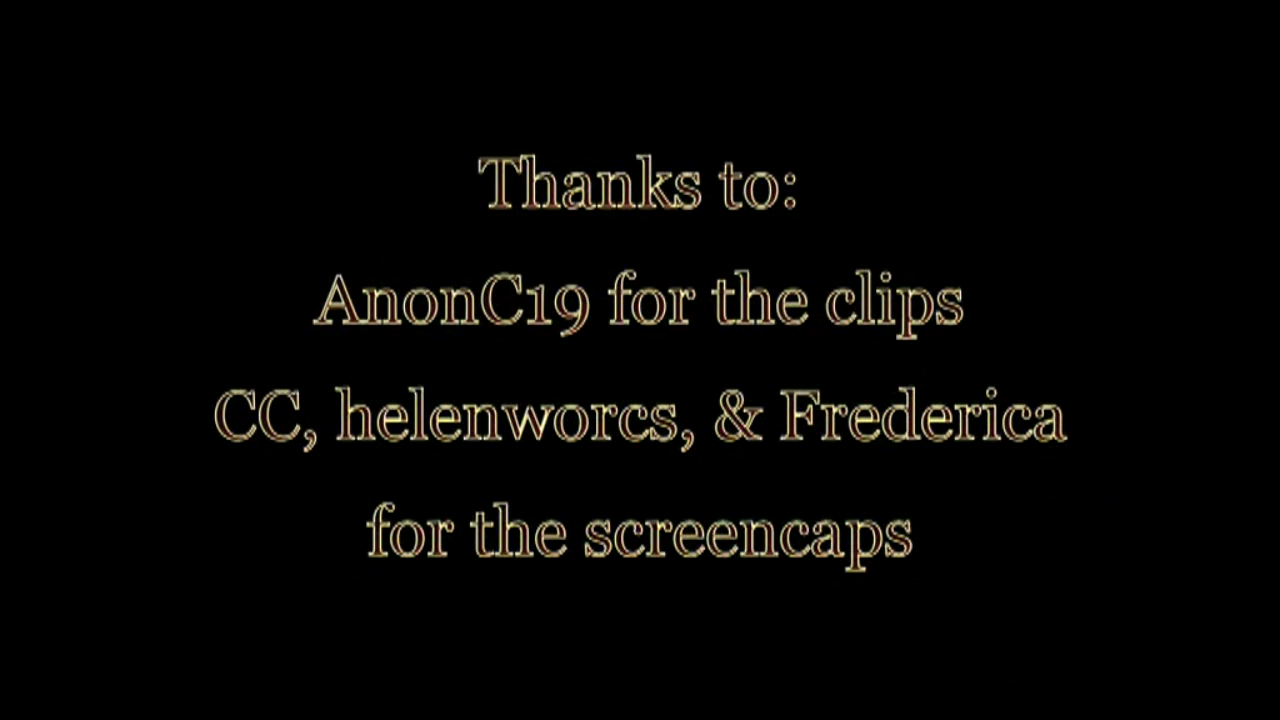 Thanks to:
AnonC19 for the clips
CC, helenworcs, & Frederica
for the screencaps